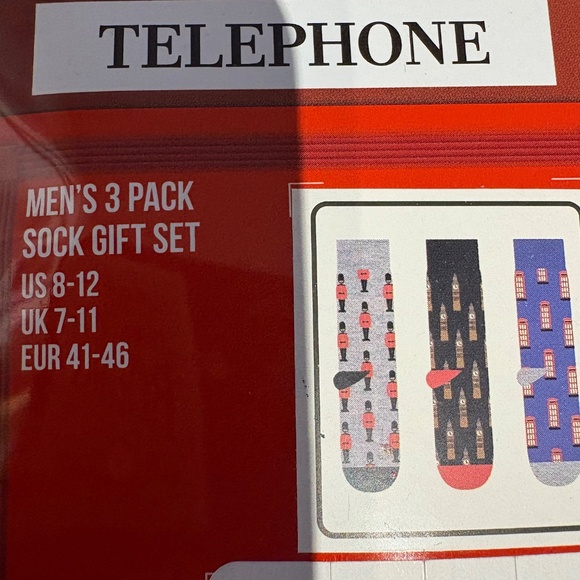 TELEPHONE
MEN'S 3 PACK
SOCK GIFT SET
US 8-12
UK 7-11
EUR 41-46